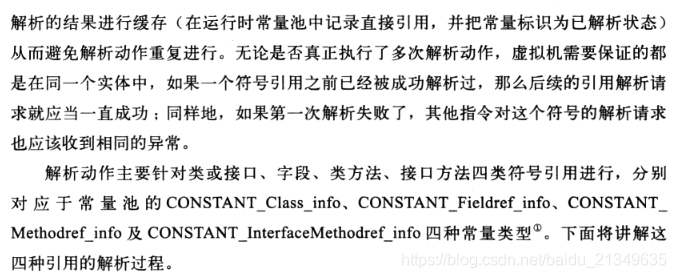 解析的结果进行缓存（在运行时常量池中记录直接引用，并把常量标识为已解析状态）
从而避免解析动作重复进行。无论是否真正执行了多次解析动作，虚拟机需要保证的都
是在同一个实体中，如果一个符号引用之前已经被成功解析过，那么后续的引用解析请
求就应当一直成功；同样地，如果第一次解析失败了，其他指令对这个符号的解析请求
也应该收到相同的异常。
解析动作主要针对类或接口、字段、类方法、接口方法四类符号引用进行，分别
对应于常量池的CONSTANT_Class_info、CONSTANT_Fieldref_info、CONSTANT_
Methodref_info及CONSTANT_InterfaceMethodref_info四种常量类型①。下面将讲解这
四种引用的解析过程。
https://blog.csdn.net/baidu_21349635